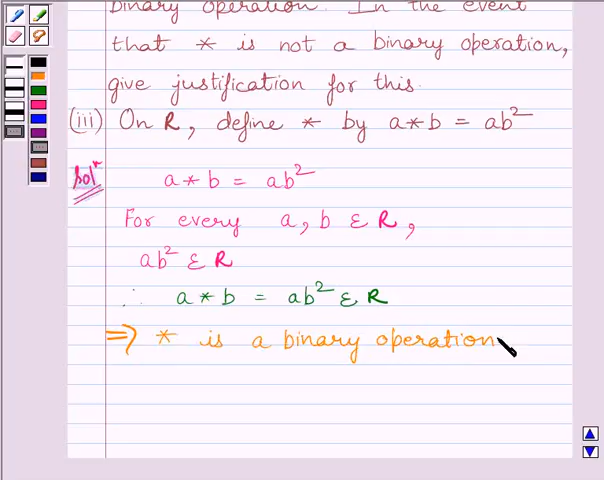 binary operation. In the event
that * is not a binary operation,
give justification for this.
(iii) On R, define * by a*b = ab²
Solⁿ a*b = ab²
For every a, b ε R,
ab² ε R
∴ a*b = ab² ε R
⇒ * is a binary operation